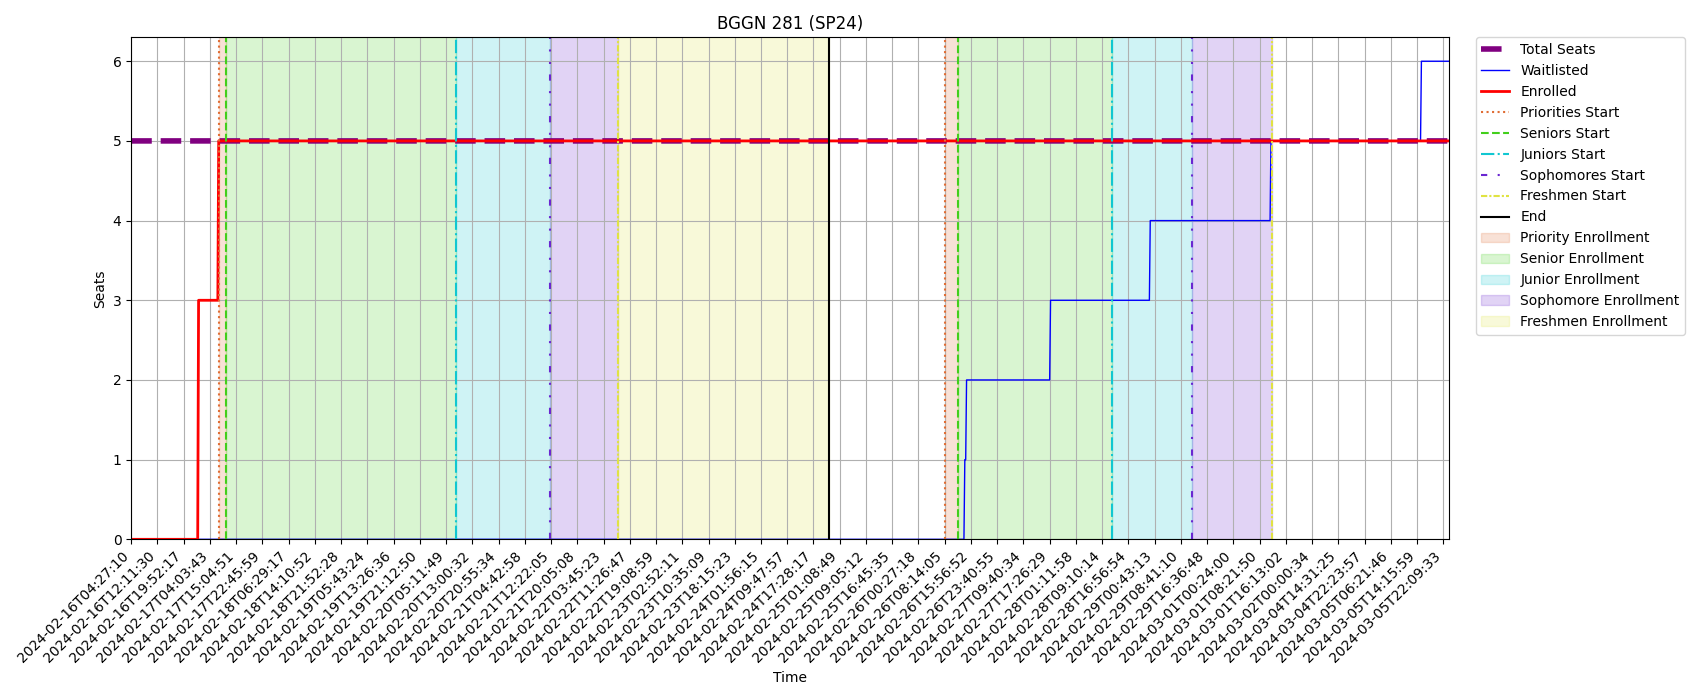 BGGN 281 (SP24)
Seats
6
5
4
3
2
1
0
2024-02-16T04:27:10
2024-02-16T12:11:30
2024-02-16T19:52:17
2024-02-17T04:03:43
2024-02-17T15:04:51
2024-02-17T22:45:59
2024-02-18T06:29:17
2024-02-18T14:10:52
2024-02-18T21:52:28
2024-02-19T05:43:24
2024-02-19T13:26:36
2024-02-19T21:12:50
2024-02-20T05:11:49
2024-02-20T13:00:32
2024-02-20T20:55:34
2024-02-21T04:42:58
2024-02-21T12:22:05
2024-02-21T20:05:08
2024-02-22T03:45:23
2024-02-22T11:26:47
2024-02-22T19:08:59
2024-02-23T02:52:11
2024-02-23T10:35:09
2024-02-23T18:15:23
2024-02-24T01:56:15
2024-02-24T09:47:57
2024-02-24T17:28:17
2024-02-25T01:08:49
2024-02-25T09:05:12
2024-02-25T16:45:35
2024-02-26T00:27:18
2024-02-26T08:14:05
2024-02-26T15:56:52
2024-02-26T23:40:55
2024-02-27T09:40:34
2024-02-27T17:26:29
2024-02-28T01:11:58
2024-02-28T09:10:14
2024-02-28T16:56:54
2024-02-29T00:43:13
2024-02-29T08:41:10
2024-02-29T16:36:48
2024-03-01T00:24:00
2024-03-01T08:21:50
2024-03-01T16:13:02
2024-03-02T00:00:34
2024-03-04T14:31:25
2024-03-04T22:23:57
2024-03-05T06:21:46
2024-03-05T14:15:59
2024-03-05T22:09:33
Time
Total Seats
Waitlisted
Enrolled
Priorities Start
Seniors Start
Juniors Start
Sophomores Start
Freshmen Start
End
Priority Enrollment
Senior Enrollment
Junior Enrollment
Sophomore Enrollment
Freshmen Enrollment